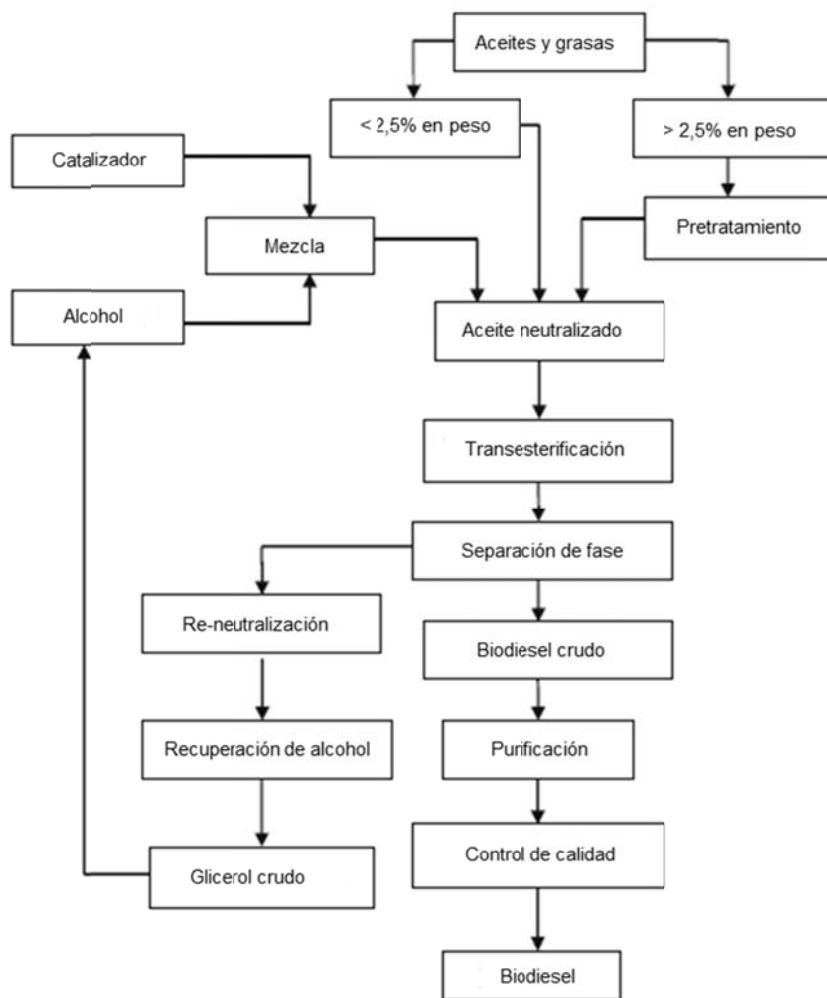 Aceites y grasas
< 2,5% en peso
> 2,5% en peso
Catalizador
Pretratamiento
Mezcla
Alcohol
Aceite neutralizado
Transesterificación
Separación de fase
Re-neutralización
Biodiesel crudo
Recuperación de alcohol
Purificación
Control de calidad
Glicerol crudo
Biodiesel